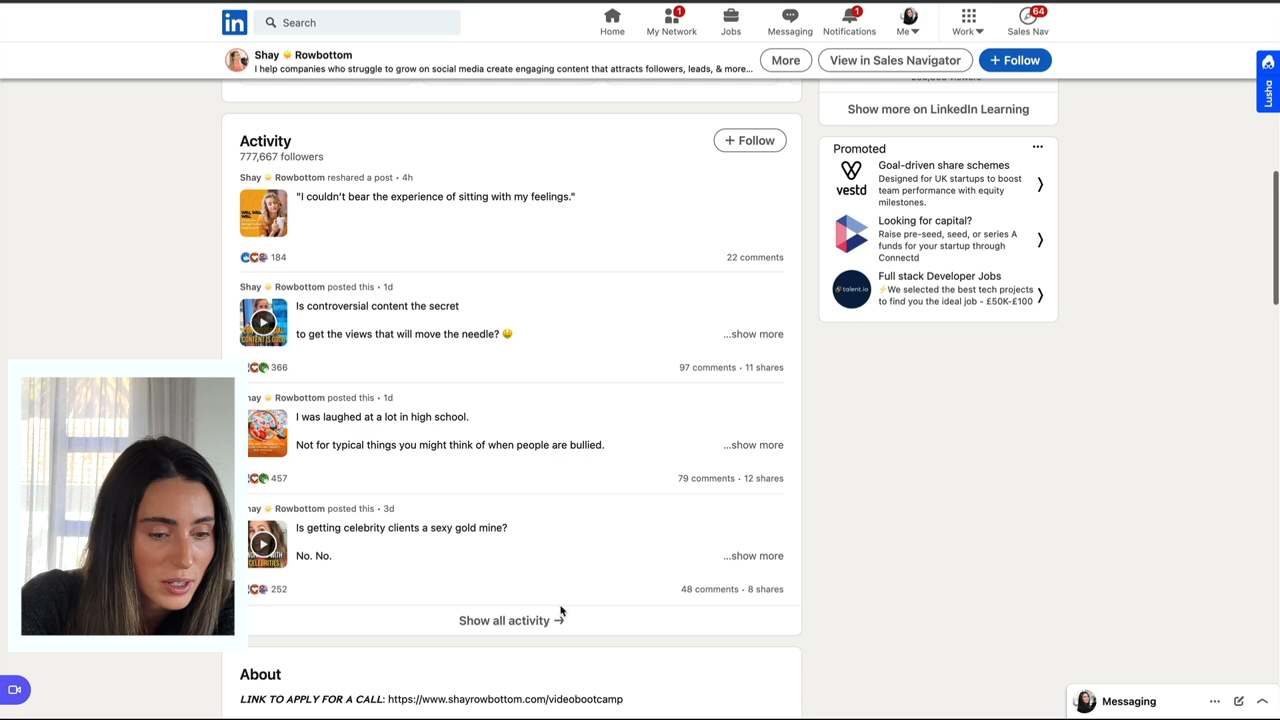 in
Search
Home
1
My Network
Jobs
Messaging
1
Notifications
Me
Work
64
Sales Nav
Shay Rowbottom
I help companies who struggle to grow on social media create engaging content that attracts followers, leads, & more...
More
View in Sales Navigator
+ Follow
Lusha
Show more on LinkedIn Learning
Activity
777,667 followers
+ Follow
Shay Rowbottom reshared a post • 4h
"I couldn't bear the experience of sitting with my feelings."
184
22 comments
Shay Rowbottom posted this • 1d
Is controversial content the secret
to get the views that will move the needle? 🤑
...show more
366
97 comments • 11 shares
hay Rowbottom posted this • 1d
I was laughed at a lot in high school.
Not for typical things you might think of when people are bullied.
...show more
457
79 comments • 12 shares
hay Rowbottom posted this • 3d
Is getting celebrity clients a sexy gold mine?
No. No.
...show more
252
48 comments • 8 shares
Show all activity →
About
LINK TO APPLY FOR A CALL: https://www.shayrowbottom.com/videobootcamp
Promoted
...
vestd
Goal-driven share schemes
Designed for UK startups to boost
team performance with equity
milestones.
Looking for capital?
Raise pre-seed, seed, or series A
funds for your startup through
Connectd
talent.io
Full stack Developer Jobs
⚡We selected the best tech projects
to find you the ideal job - £50K-£100
Messaging
...